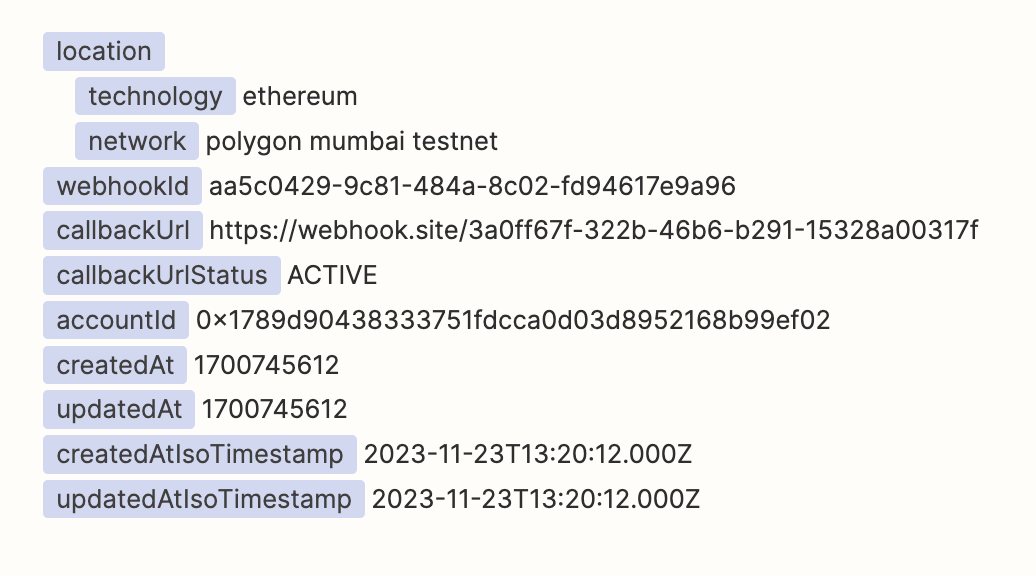 location
technology ethereum
network polygon mumbai testnet
webhookId aa5c0429-9c81-484a-8c02-fd94617e9a96
callbackUrl https://webhook.site/3a0ff67f-322b-46b6-b291-15328a00317f
callbackUrlStatus ACTIVE
accountId 0×1789d90438333751fdcca0d03d8952168b99ef02
createdAt 1700745612
updatedAt 1700745612
createdAtIsoTimestamp 2023-11-23T13:20:12.000Z
updatedAtIsoTimestamp 2023-11-23T13:20:12.000Z